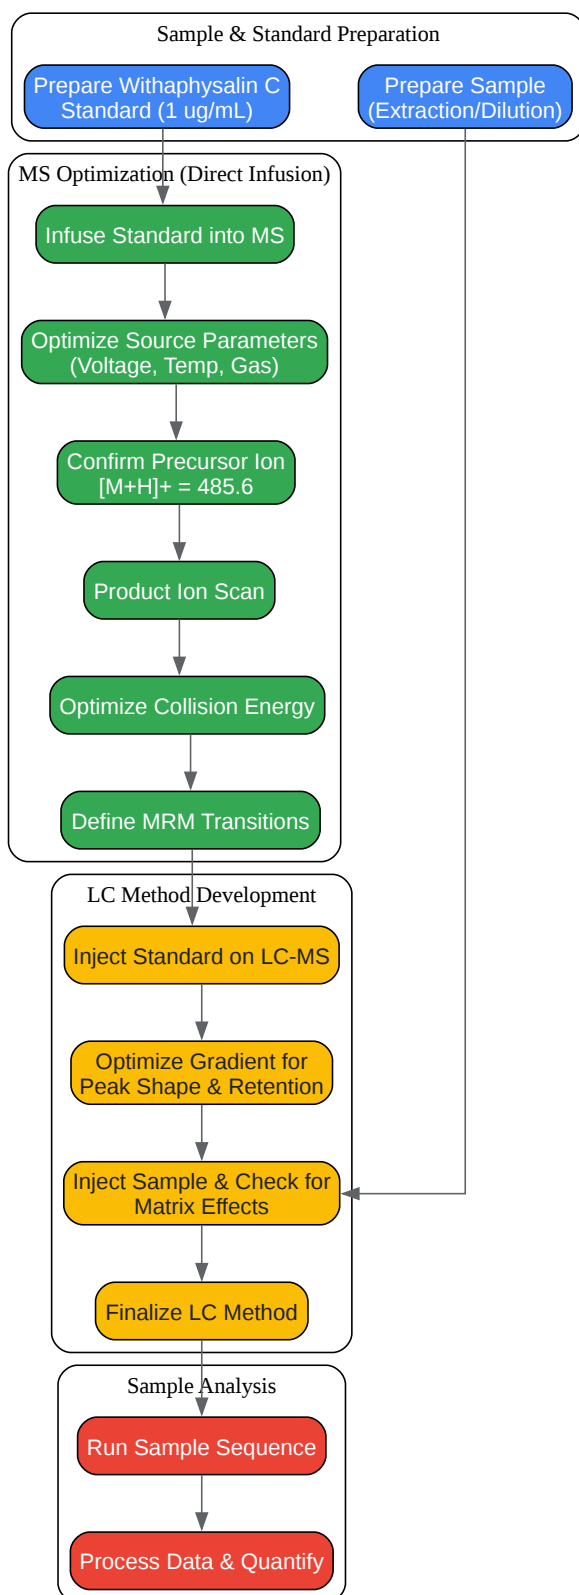 Sample & Standard Preparation
Prepare Withaphysalin C
Standard (1 ug/mL)
Prepare Sample
(Extraction/Dilution)
MS Optimization (Direct Infusion)
Infuse Standard into MS
Optimize Source Parameters
(Voltage, Temp, Gas)
Confirm Precursor Ion
[M+H]+ = 485.6
Product Ion Scan
Optimize Collision Energy
Define MRM Transitions
LC Method Development
Inject Standard on LC-MS
Optimize Gradient for
Peak Shape & Retention
Inject Sample & Check for
Matrix Effects
Finalize LC Method
Sample Analysis
Run Sample Sequence
Process Data & Quantify